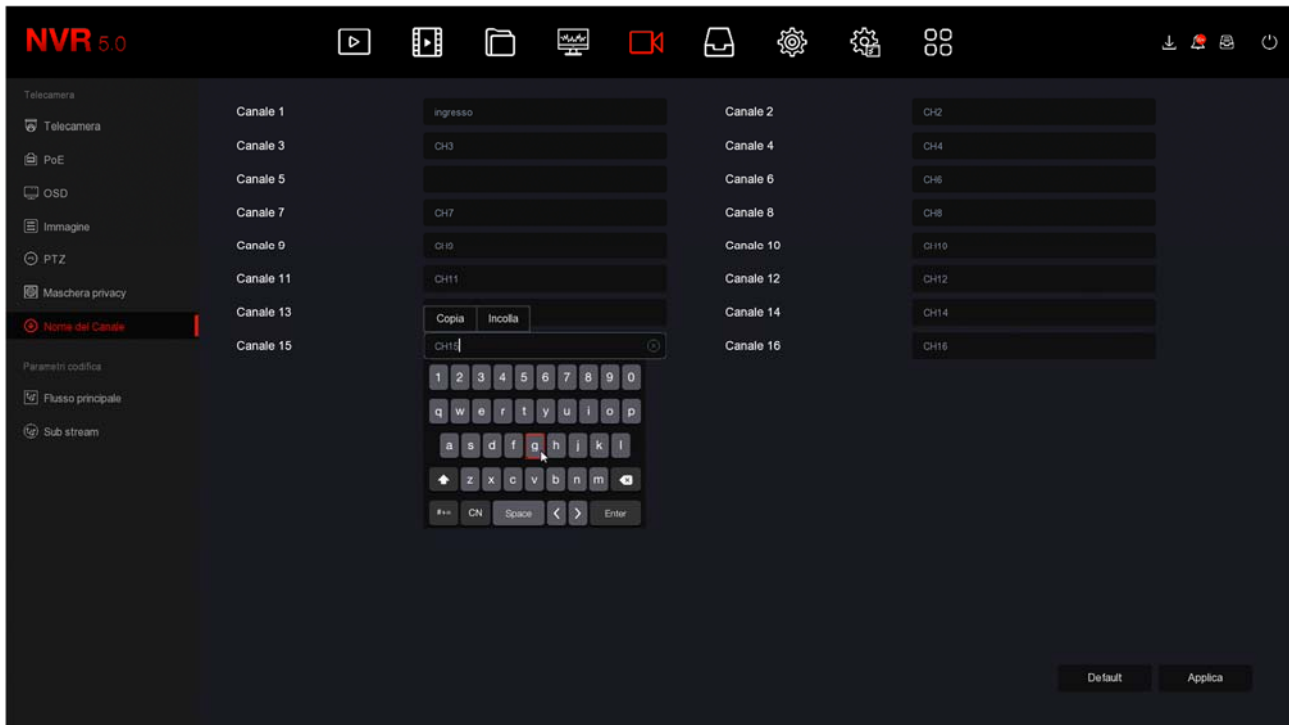 NVR 5.0
Telecamera
Telecamera
PoE
OSD
Immagine
PTZ
Maschera privacy
Nome del Canale
Parametri codifica
Flusso principale
Sub stream
Canale 1 ingresso Canale 2 CH2
Canale 3 CH3 Canale 4 CH4
Canale 5 Canale 6 CH6
Canale 7 CH7 Canale 8 CH8
Canale 9 CH9 Canale 10 CH10
Canale 11 CH11 Canale 12 CH12
Canale 13 Canale 14 CH14
Copia Incolla
Canale 15 CH15 Canale 16 CH16
1 2 3 4 5 6 7 8 9 0
q w e r t y u i o p
a s d f g h j k l
z x c v b n m
#+= CN Space < > Enter
Default Applica